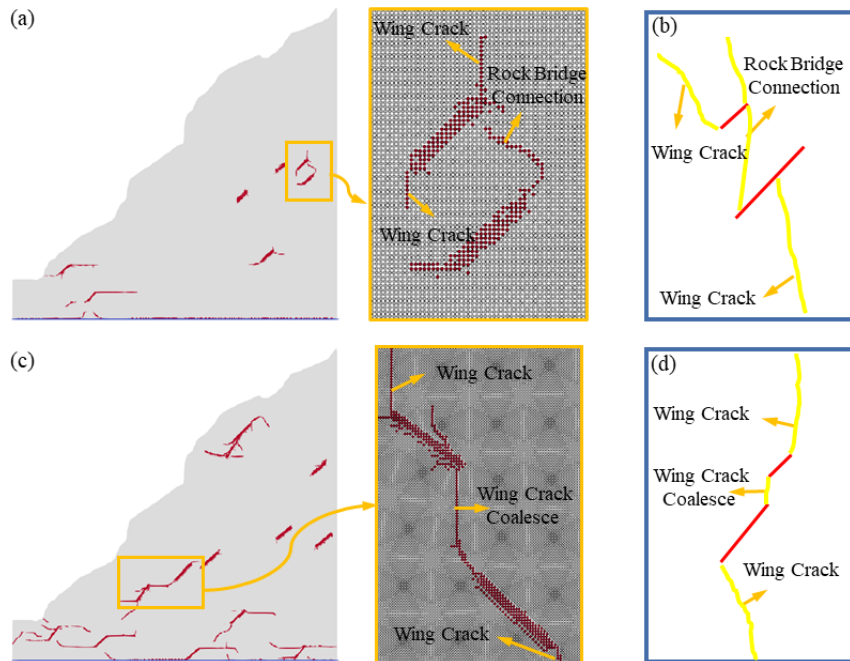 (a)
Wing Crack
Rock Bridge
Connection
Wing Crack
(b)
Rock Bridge
Connection
Wing Crack
Wing Crack
(c)
Wing Crack
Wing Crack
Coalesce
Wing Crack
(d)
Wing Crack
Wing Crack
Coalesce
Wing Crack